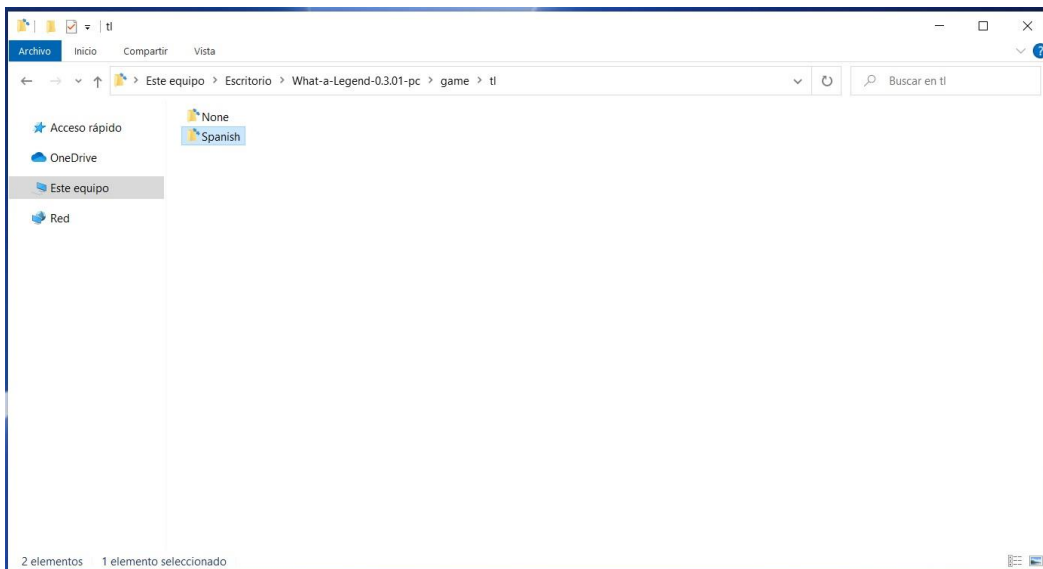 tl
Archivo Inicio Compartir Vista
Este equipo > Escritorio > What-a-Legend-0.3.01-pc > game > tl
Buscar en tl
Acceso rápido
OneDrive
Este equipo
Red
None
Spanish
2 elementos 1 elemento seleccionado